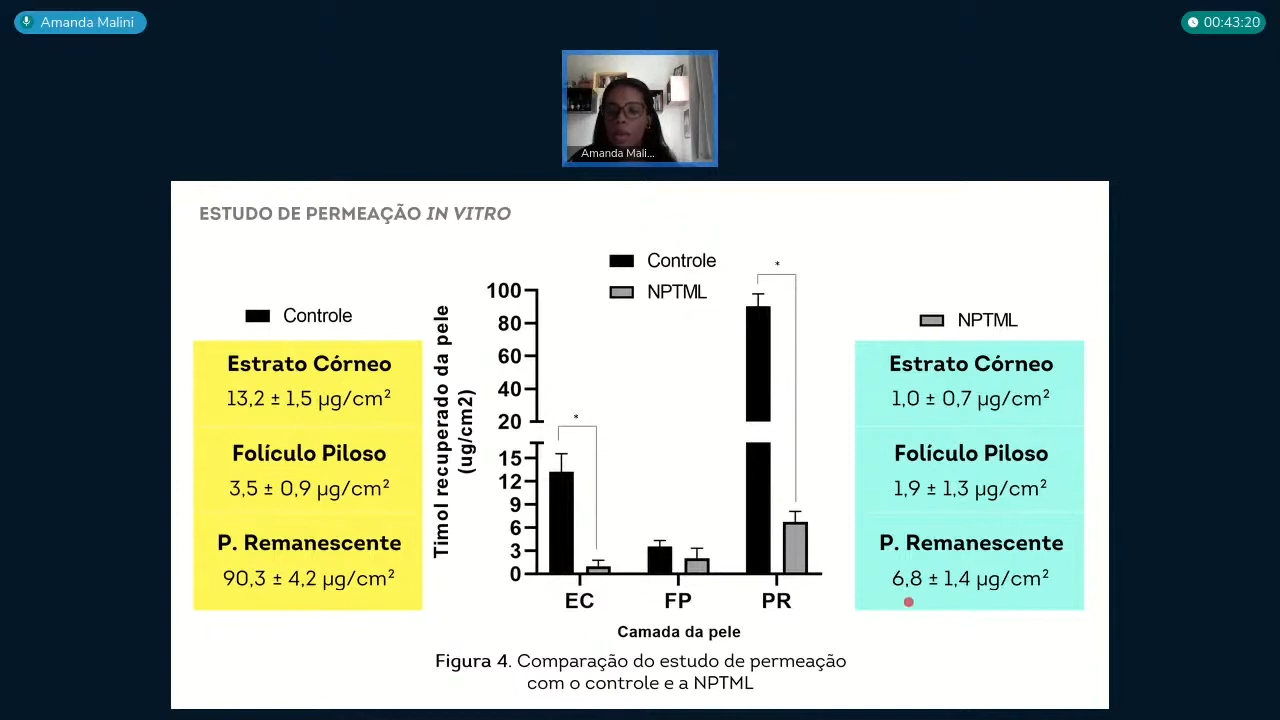 Amanda Malini
00:43:20
Amanda Mali...
ESTUDO DE PERMEAÇÃO IN VITRO
Controle
NPTML
Controle
Estrato Córneo
13,2 ± 1,5 µg/cm²
Folículo Piloso
3,5 ± 0,9 µg/cm²
P. Remanescente
90,3 ± 4,2 µg/cm²
Timol recuperado da pele
(ug/cm2)
100
80
60
40
20
15
12
9
6
3
0
*
*
EC FP PR
Camada da pele
NPTML
Estrato Córneo
1,0 ± 0,7 µg/cm²
Folículo Piloso
1,9 ± 1,3 µg/cm²
P. Remanescente
6,8 ± 1,4 µg/cm²
Figura 4. Comparação do estudo de permeação
com o controle e a NPTML